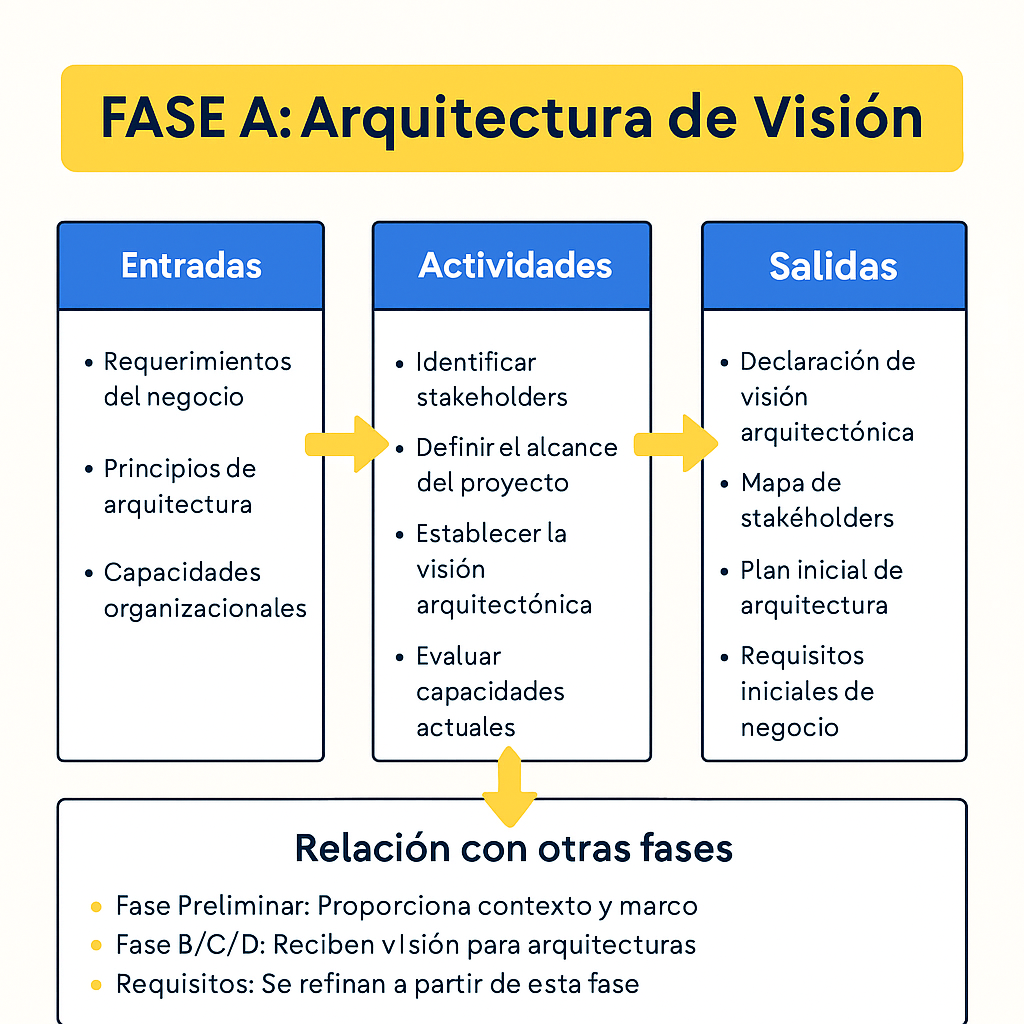 FASE A: Arquitectura de Visión
Entradas
• Requerimientos
del negocio
• Principios de
arquitectura
• Capacidades
organizacionales
Actividades
• Identificar
stakeholders
• Definir el alcance
del proyecto
• Establecer la
visión
arquitectónica
• Evaluar
capacidades
actuales
Salidas
• Declaración de
visión
arquitectónica
• Mapa de
stakéholders
• Plan inicial de
arquitectura
• Requisitos
iniciales de
negocio
Relación con otras fases
• Fase Preliminar: Proporciona contexto y marco
• Fase B/C/D: Reciben vIsión para arquitecturas
• Requisitos: Se refinan a partir de esta fase